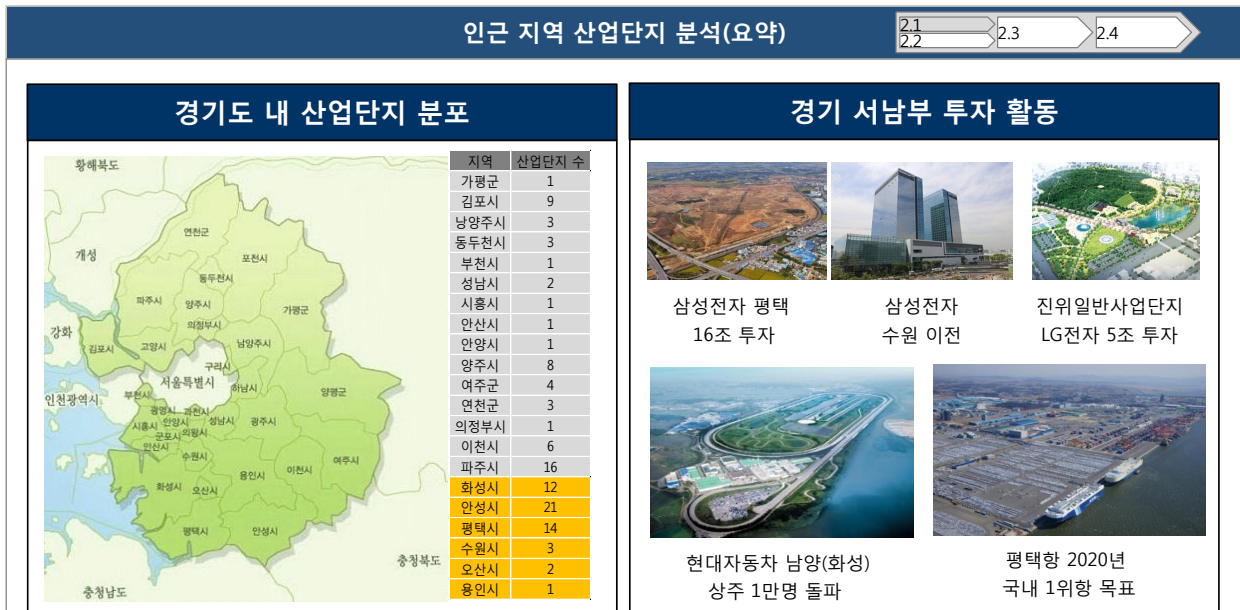 인근 지역 산업단지 분석(요약)
2.1
2.2
2.3
2.4
경기도 내 산업단지 분포
황해북도
개성
강화
인천광역시
충청남도
충청북도
연천군
포천시
동두천시
파주시
양주시
가평군
의정부시
김포시
고양시
남양주시
구리시
서울특별시
하남시
양평군
부천시
광명시
과천시
시흥시
안양시
성남시
광주시
군포시
의왕시
안산시
수원시
용인시
이천시
여주시
화성시
오산시
평택시
안성시
지역 산업단지 수
가평군 1
김포시 9
낭양주시 3
동두천시 3
부천시 1
성남시 2
시흥시 1
안산시 1
안양시 1
양주시 8
여주군 4
연천군 3
의정부시 1
이천시 6
파주시 16
화성시 12
안성시 21
평택시 14
수원시 3
오산시 2
용인시 1
경기 서남부 투자 활동
삼성전자 평택
16조 투자
삼성전자
수원 이전
진위일반사업단지
LG전자 5조 투자
현대자동차 남양(화성)
상주 1만명 돌파
평택항 2020년
국내 1위항 목표